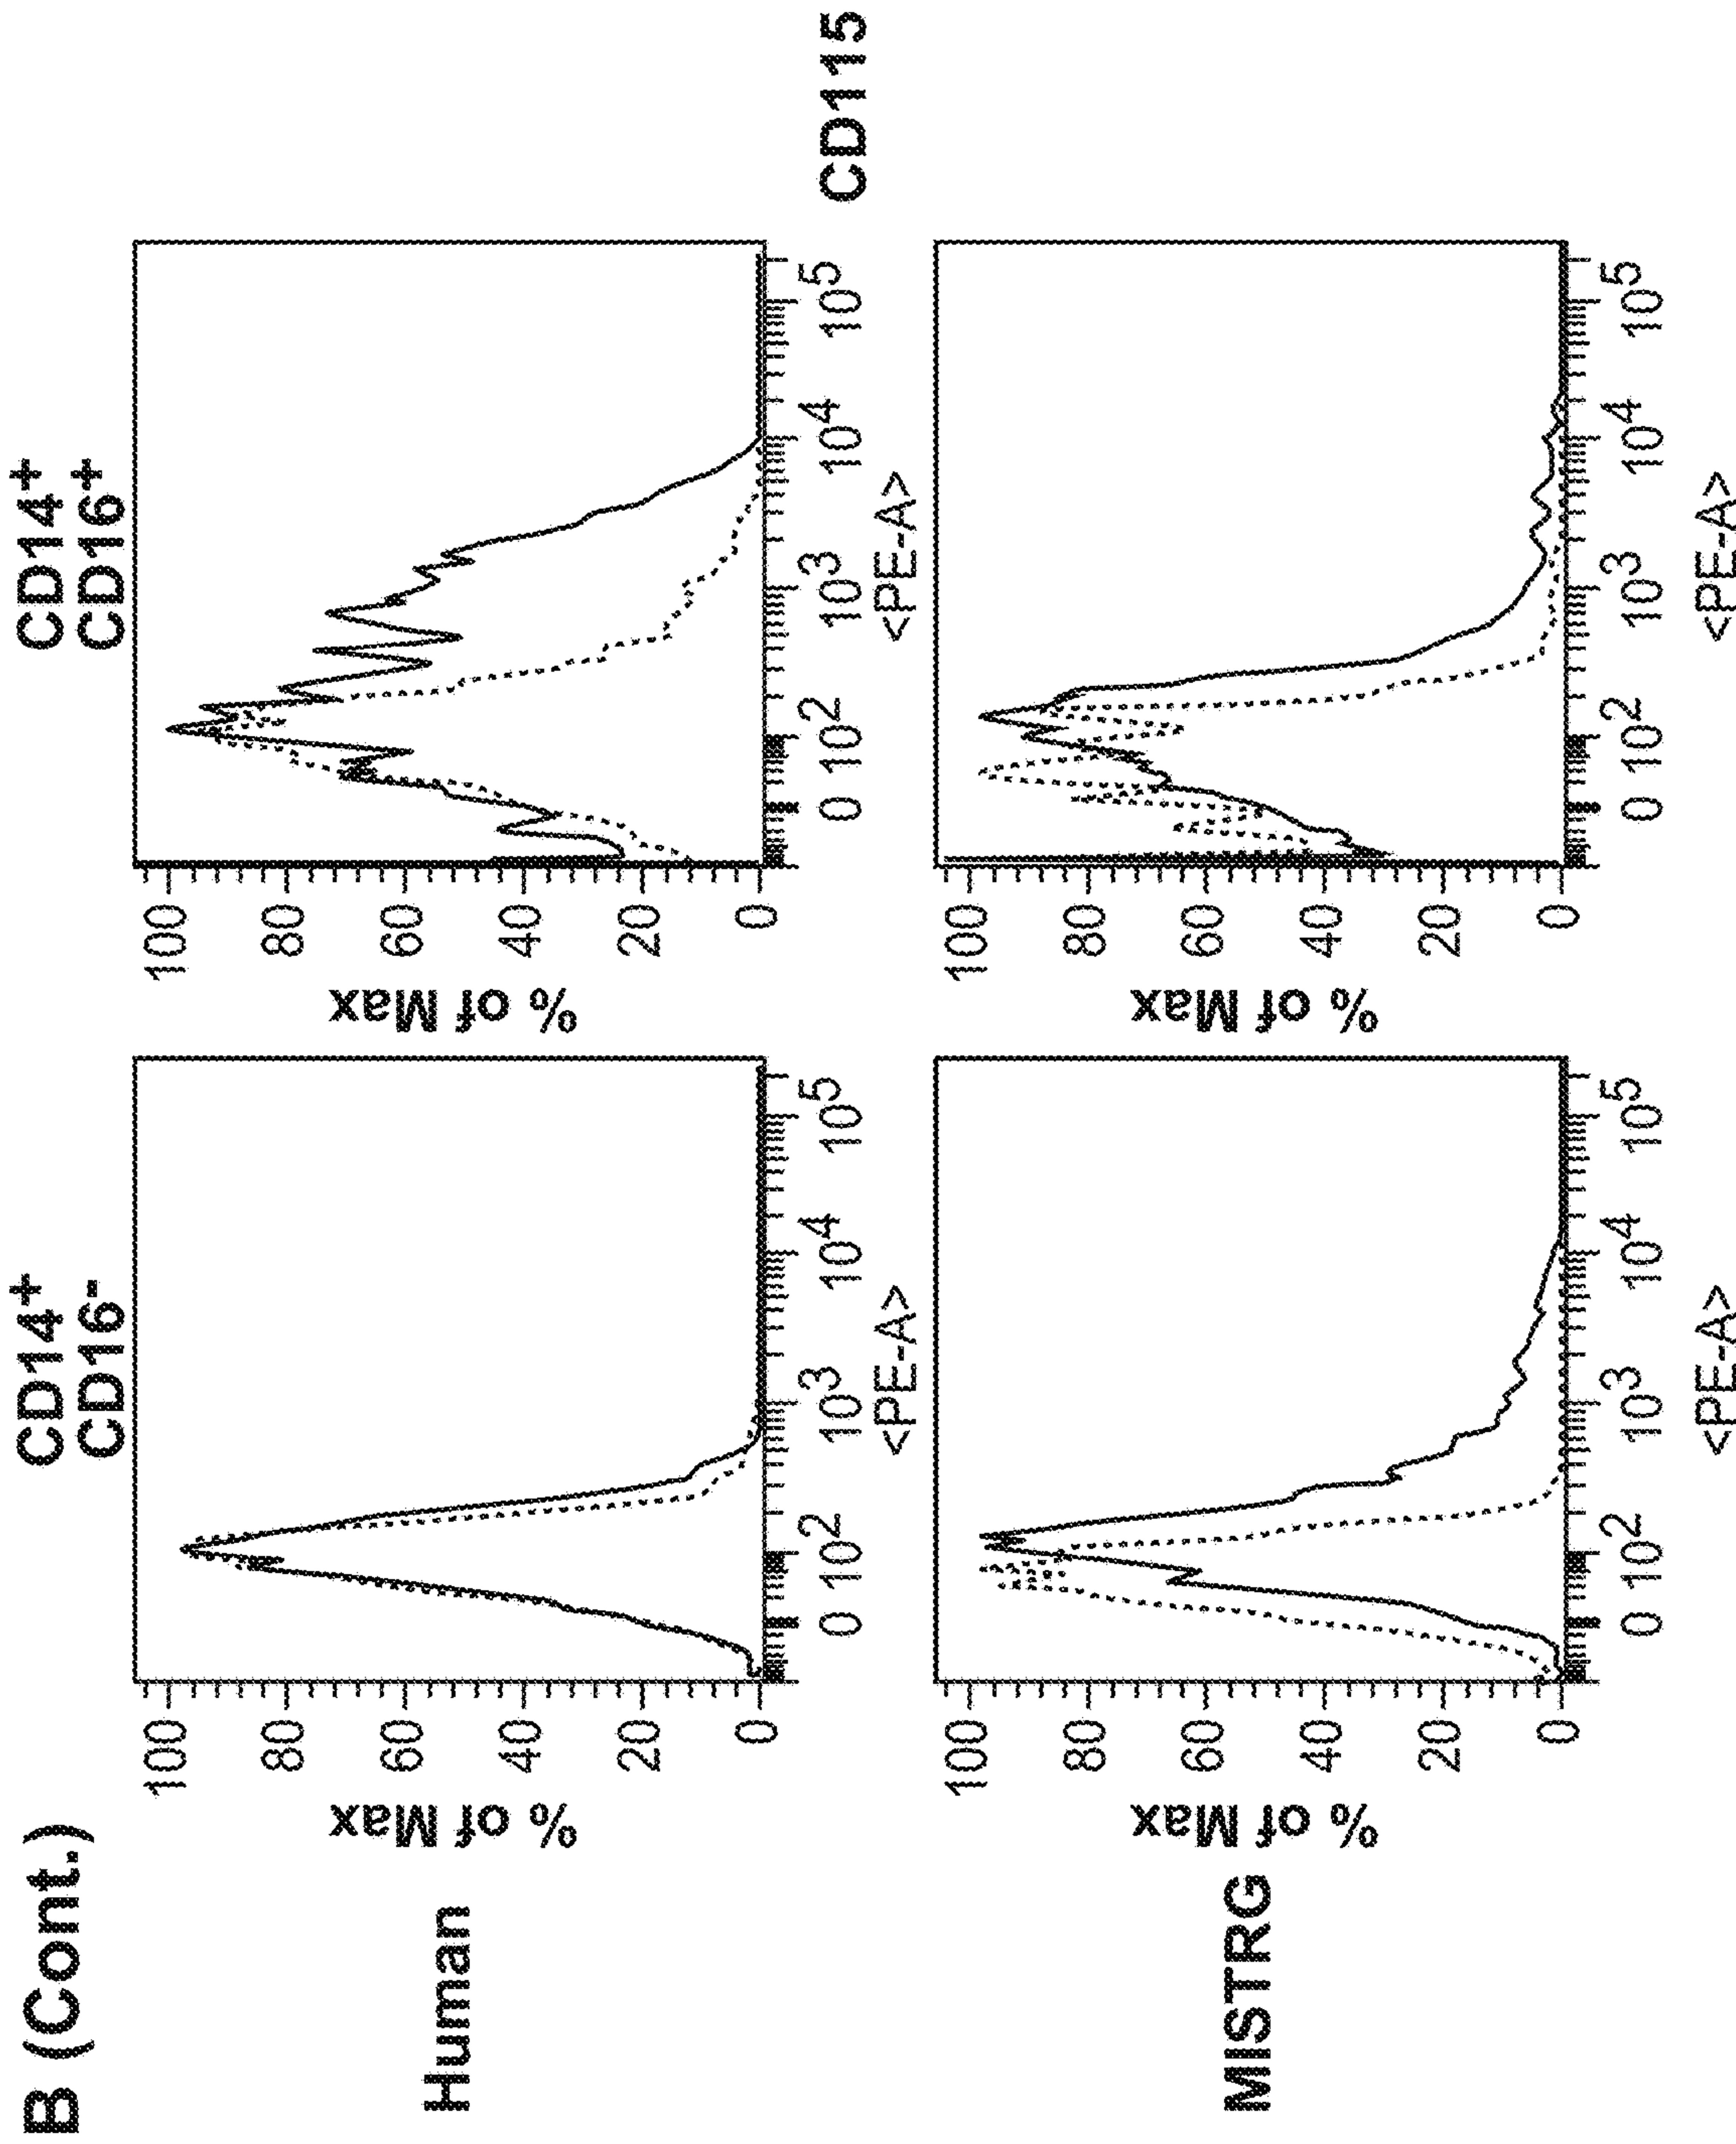 B (Cont.)
CD14+
CD16-
CD14+
CD16+
Human
% of Max
100
80
60
40
20
0
0 10^2 10^3 10^4 10^5
<PE-A>
% of Max
100
80
60
40
20
0
0 10^2 10^3 10^4 10^5
<PE-A>
CD115
MISTRG
% of Max
100
80
60
40
20
0
0 10^2 10^3 10^4 10^5
<PE-A>
% of Max
100
80
60
40
20
0
0 10^2 10^3 10^4 10^5
<PE-A>